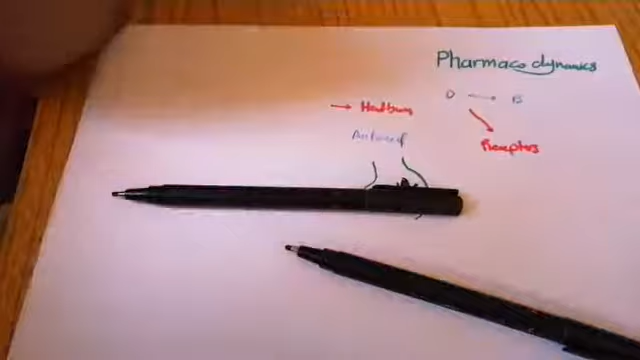 Pharmacodynamics
D → B
→ Heartburn
Receptors
Antacid